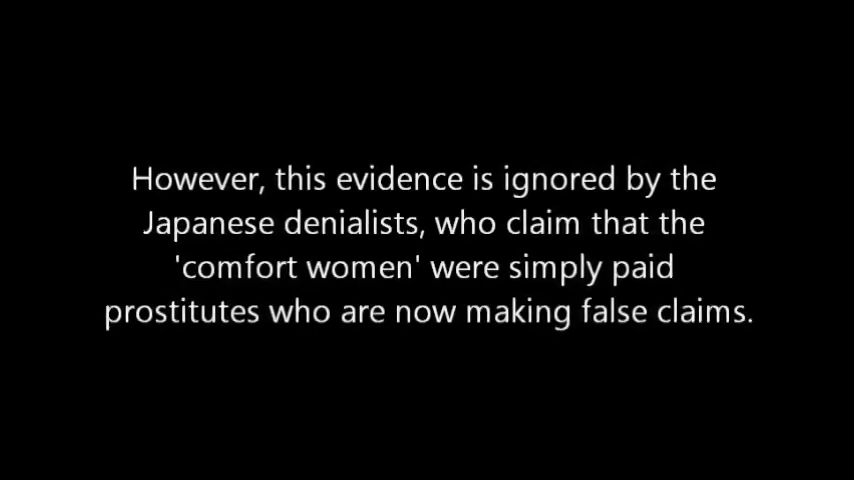 However, this evidence is ignored by the
Japanese denialists, who claim that the
'comfort women' were simply paid
prostitutes who are now making false claims.